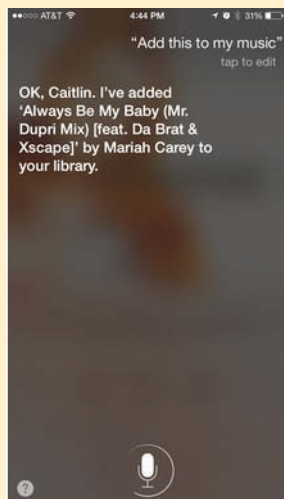 ●●○○○ AT&T 4:44 PM 31%
“Add this to my music”
tap to edit
OK, Caitlin. I've added
‘Always Be My Baby (Mr.
Dupri Mix) [feat. Da Brat &
Xscape]’ by Mariah Carey to
your library.
?